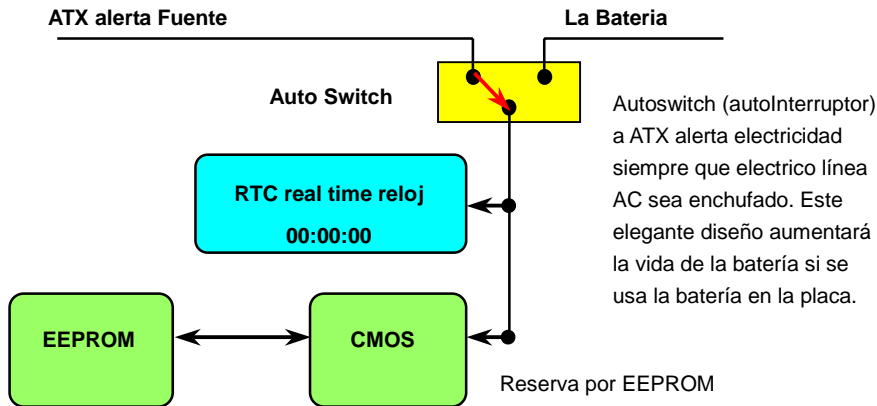 ATX alerta Fuente
La Bateria
Auto Switch
Autoswitch (autoInterruptor)
a ATX alerta electricidad
siempre que electrico línea
AC sea enchufado. Este
elegante diseño aumentará
la vida de la batería si se
usa la batería en la placa.
RTC real time reloj
00:00:00
EEPROM
CMOS
Reserva por EEPROM